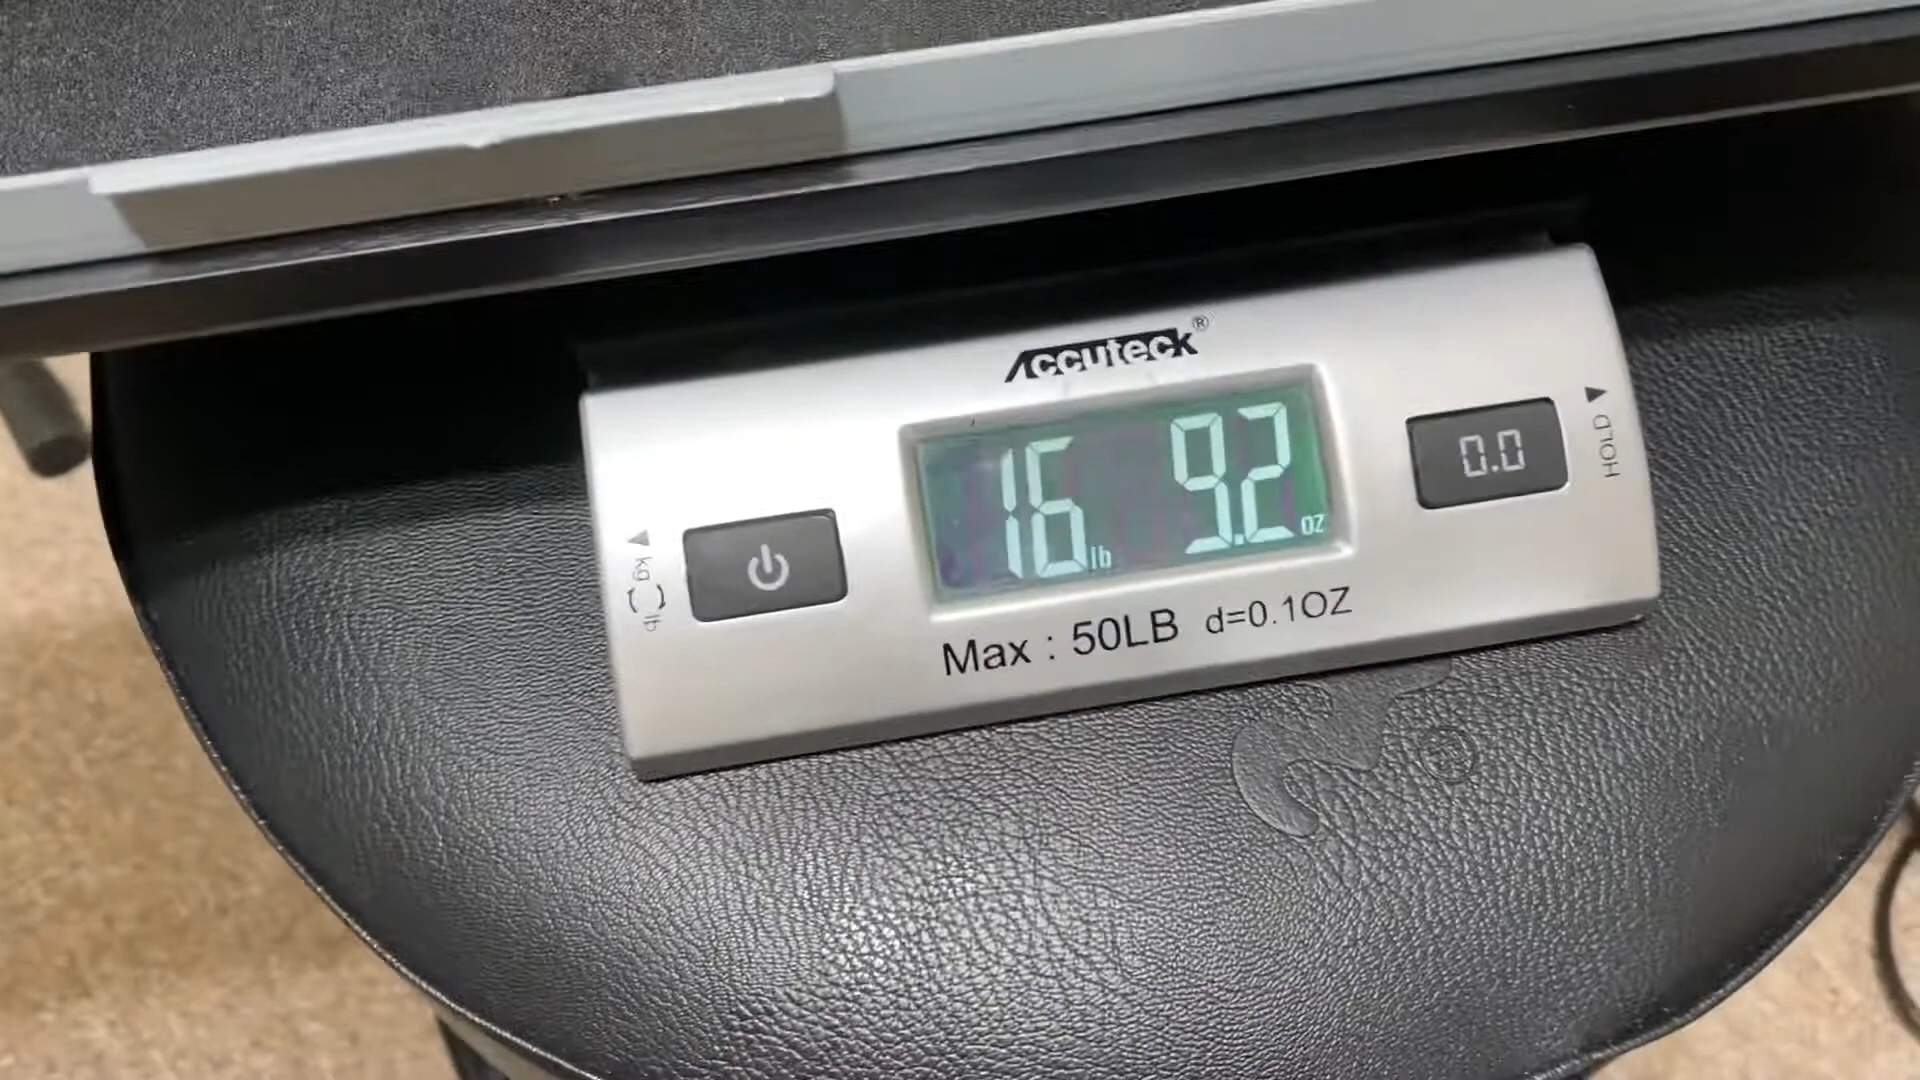 Accuteck®
16 lb 9.2 oz
0.0
HOLD
kg
lb
Max : 50LB d=0.1OZ